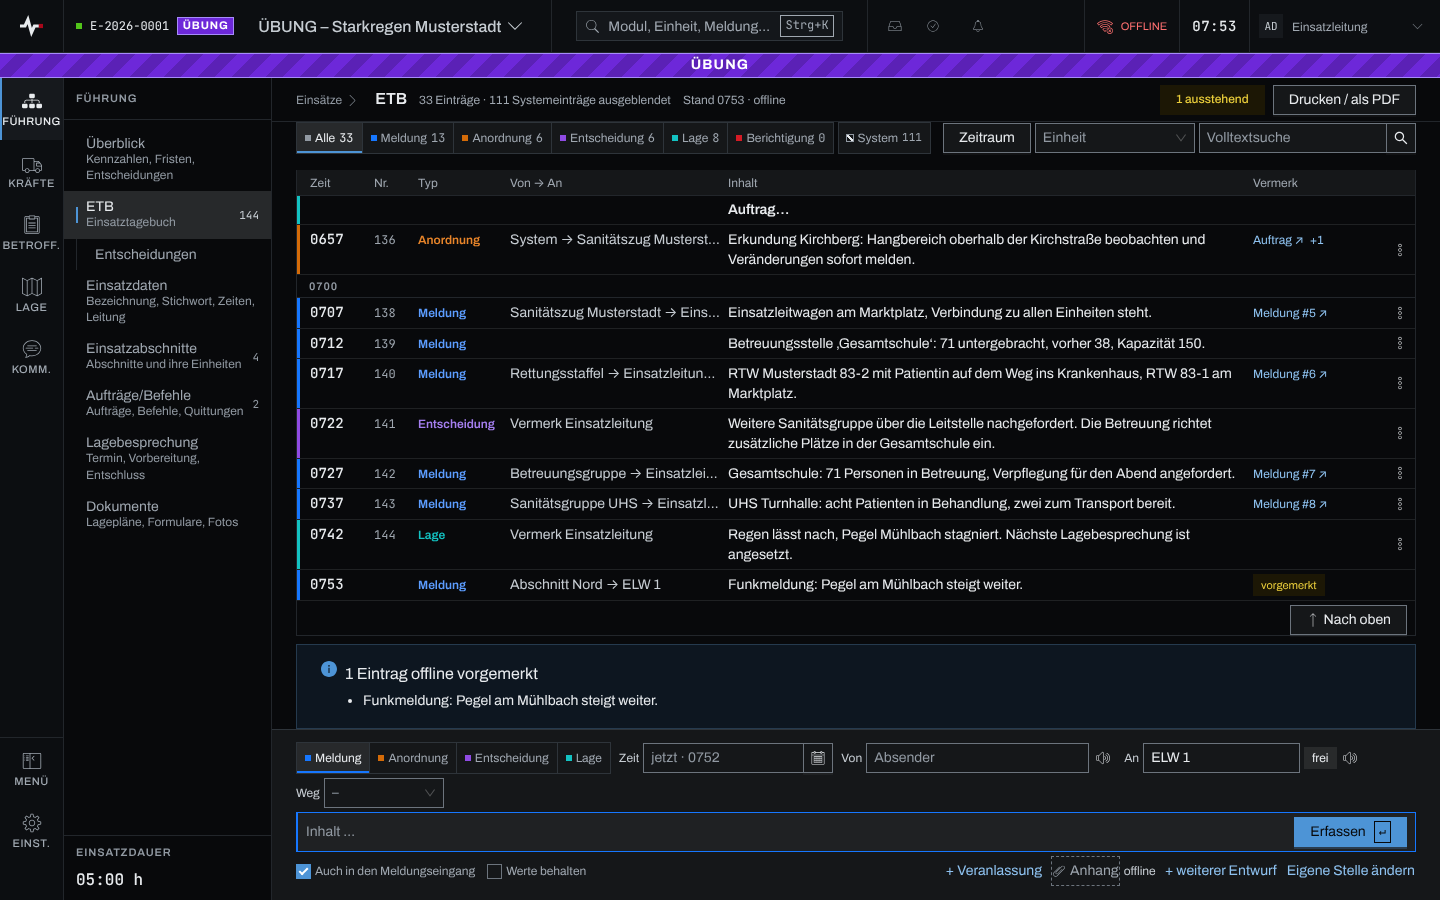 E-2026-0001 ÜBUNG ÜBUNG – Starkregen Musterstadt Modul, Einheit, Meldung... Strg+K OFFLINE 07:53 AD Einsatzleitung
ÜBUNG
FÜHRUNG
KRÄFTE
BETROFF.
LAGE
KOMM.
MENÜ
EINST.
FÜHRUNG
Überblick
Kennzahlen, Fristen,
Entscheidungen
ETB
Einsatztagebuch 144
Entscheidungen
Einsatzdaten
Bezeichnung, Stichwort, Zeiten,
Leitung
Einsatzabschnitte
Abschnitte und ihre Einheiten 4
Aufträge/Befehle
Aufträge, Befehle, Quittungen 2
Lagebesprechung
Termin, Vorbereitung,
Entschluss
Dokumente
Lagepläne, Formulare, Fotos
EINSATZDAUER
05:00 h
Einsätze ETB 33 Einträge · 111 Systemeinträge ausgeblendet Stand 0753 · offline 1 ausstehend Drucken / als PDF
Alle 33 Meldung 13 Anordnung 6 Entscheidung 6 Lage 8 Berichtigung 0 System 111 Zeitraum Einheit Volltextsuche
Zeit Nr. Typ Von → An Inhalt Vermerk
Auftrag…
0657 136 Anordnung System → Sanitätszug Musterst... Erkundung Kirchberg: Hangbereich oberhalb der Kirchstraße beobachten und Auftrag ↗ +1
Veränderungen sofort melden.
0700
0707 138 Meldung Sanitätszug Musterstadt → Eins... Einsatzleitwagen am Marktplatz, Verbindung zu allen Einheiten steht. Meldung #5 ↗
0712 139 Meldung Betreuungsstelle ‚Gesamtschule‘: 71 untergebracht, vorher 38, Kapazität 150.
0717 140 Meldung Rettungsstaffel → Einsatzleitun... RTW Musterstadt 83-2 mit Patientin auf dem Weg ins Krankenhaus, RTW 83-1 am Meldung #6 ↗
Marktplatz.
0722 141 Entscheidung Vermerk Einsatzleitung Weitere Sanitätsgruppe über die Leitstelle nachgefordert. Die Betreuung richtet
zusätzliche Plätze in der Gesamtschule ein.
0727 142 Meldung Betreuungsgruppe → Einsatzlei... Gesamtschule: 71 Personen in Betreuung, Verpflegung für den Abend angefordert. Meldung #7 ↗
0737 143 Meldung Sanitätsgruppe UHS → Einsatzl... UHS Turnhalle: acht Patienten in Behandlung, zwei zum Transport bereit. Meldung #8 ↗
0742 144 Lage Vermerk Einsatzleitung Regen lässt nach, Pegel Mühlbach stagniert. Nächste Lagebesprechung ist
angesetzt.
0753 Meldung Abschnitt Nord → ELW 1 Funkmeldung: Pegel am Mühlbach steigt weiter. vorgemerkt
↑ Nach oben
1 Eintrag offline vorgemerkt
• Funkmeldung: Pegel am Mühlbach steigt weiter.
Meldung Anordnung Entscheidung Lage Zeit jetzt · 0752 Von Absender An ELW 1 frei
Weg –
Inhalt ... Erfassen ↵
Auch in den Meldungseingang Werte behalten + Veranlassung Anhang offline + weiterer Entwurf Eigene Stelle ändern